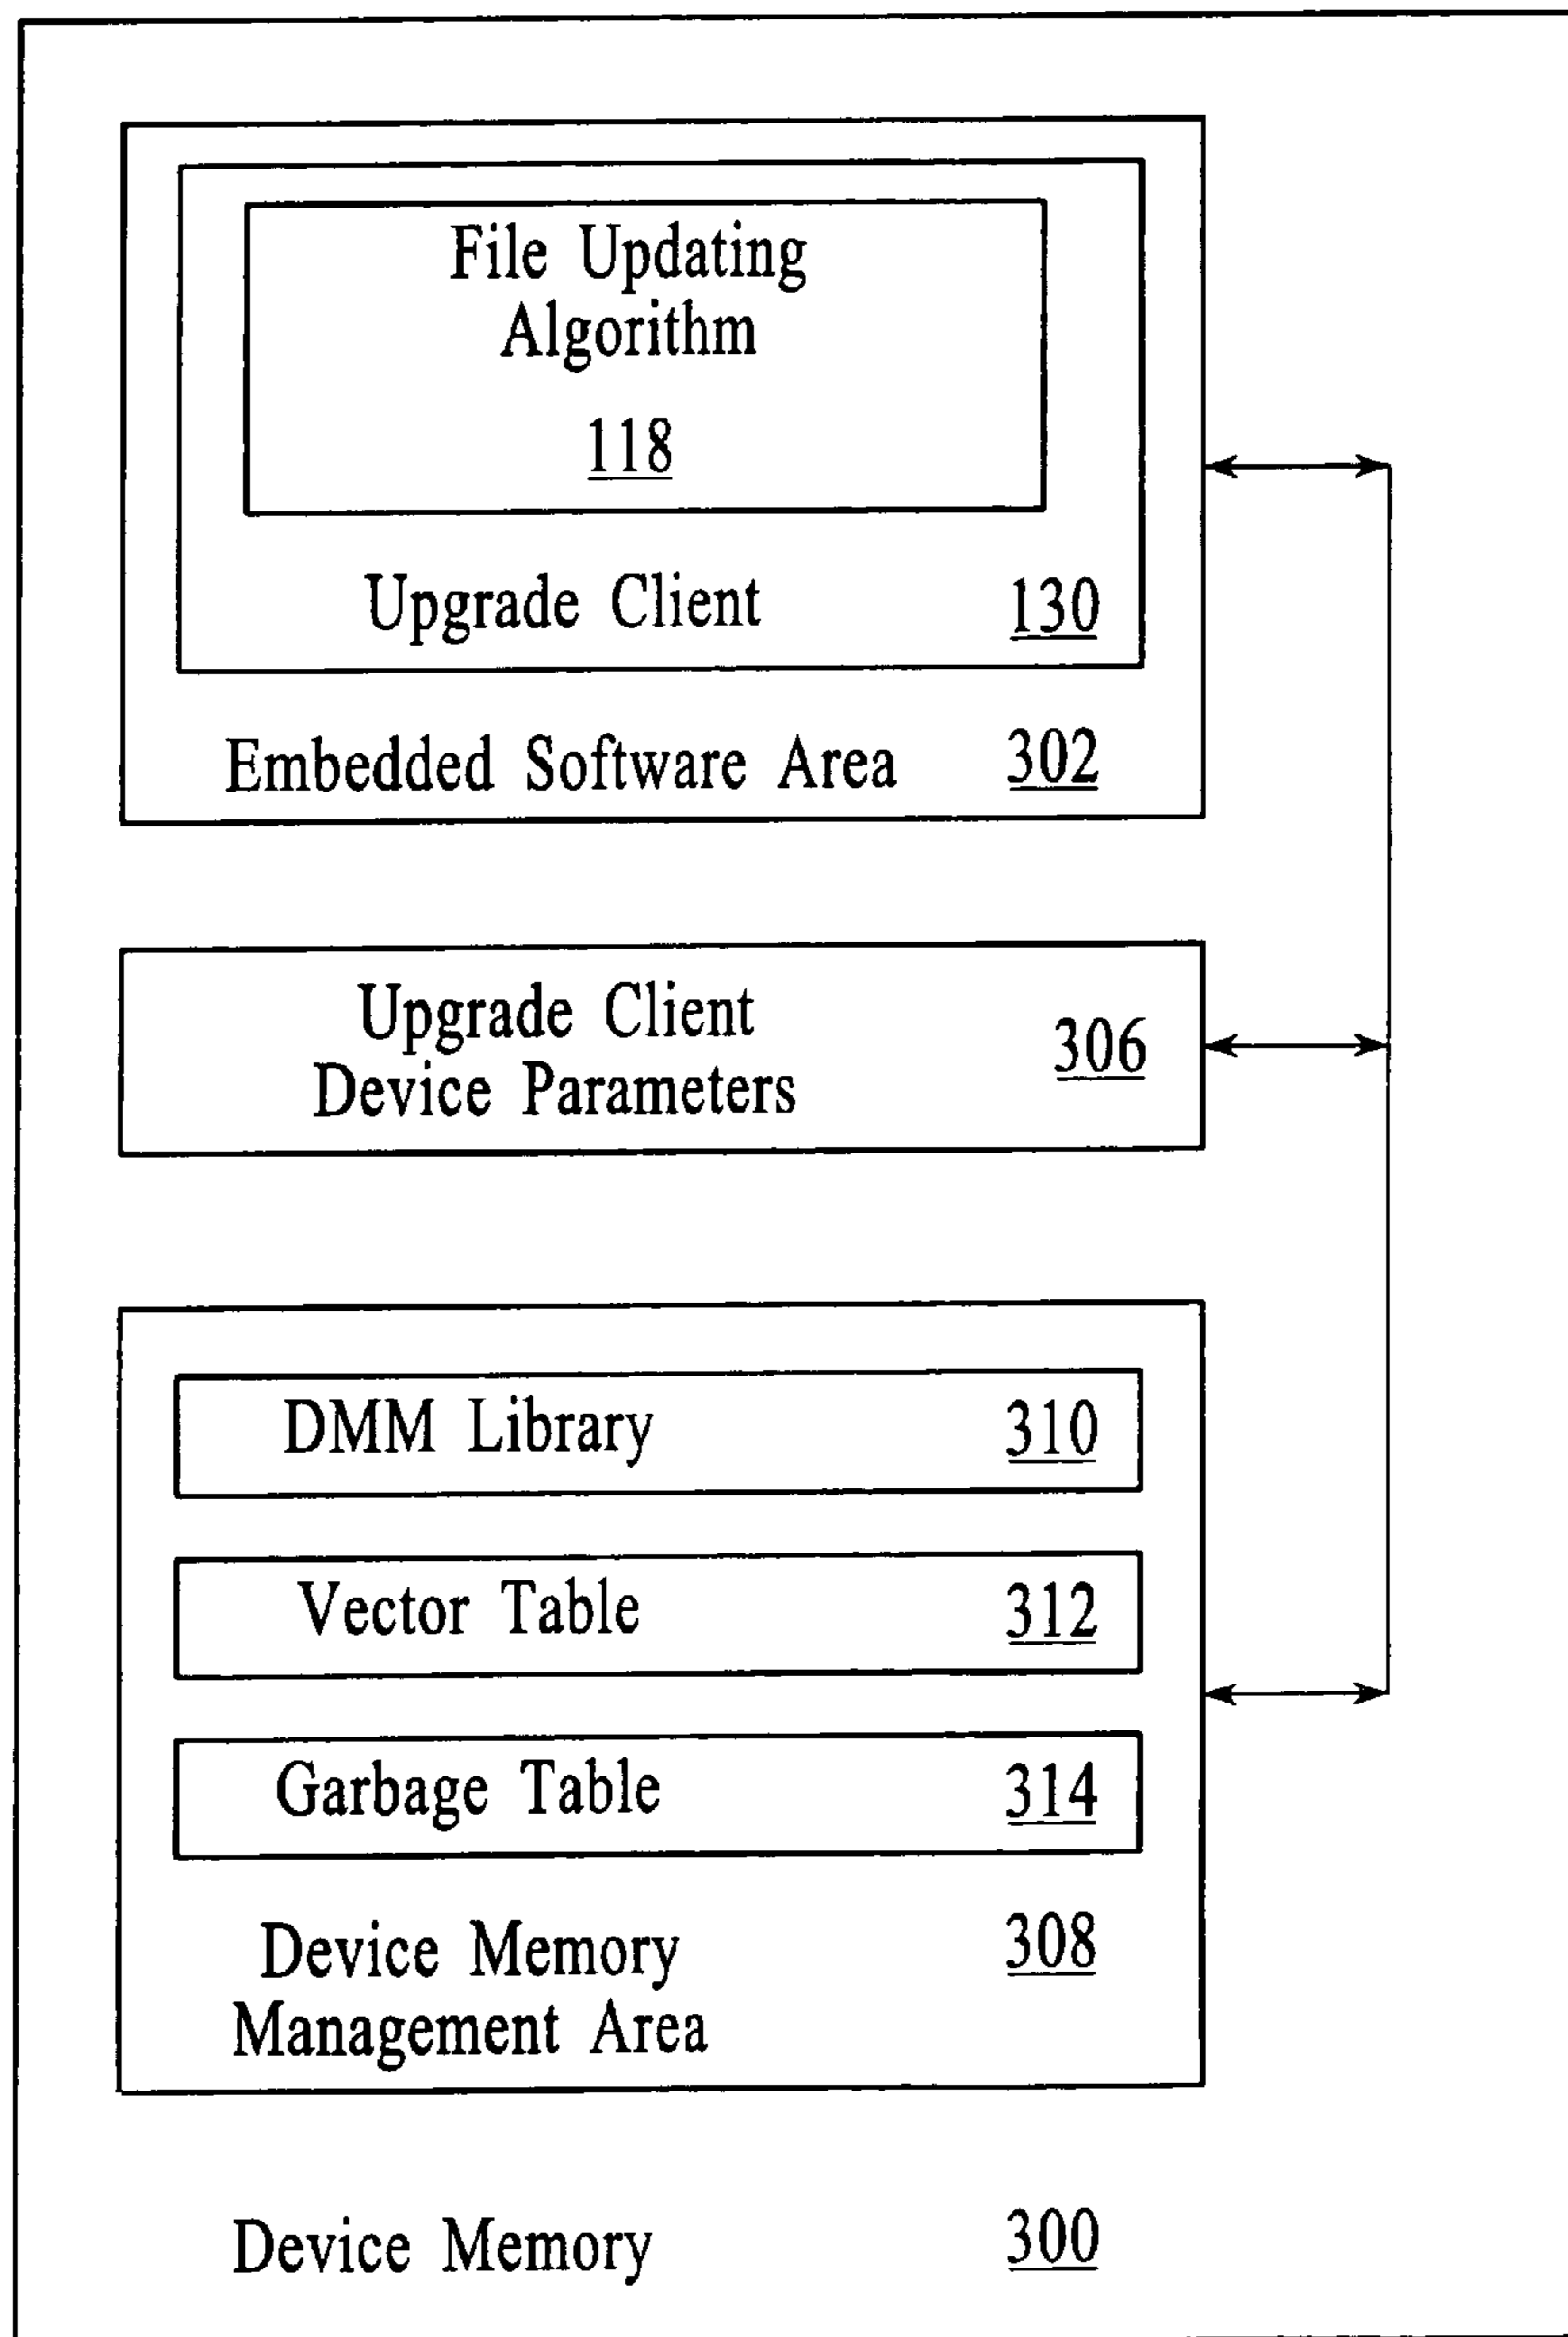 File Updating
Algorithm
118
Upgrade Client 130
Embedded Software Area 302
Upgrade Client
Device Parameters
306
DMM Library 310
Vector Table 312
Garbage Table 314
Device Memory 308
Management Area
Device Memory 300